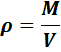 ρ = M/V